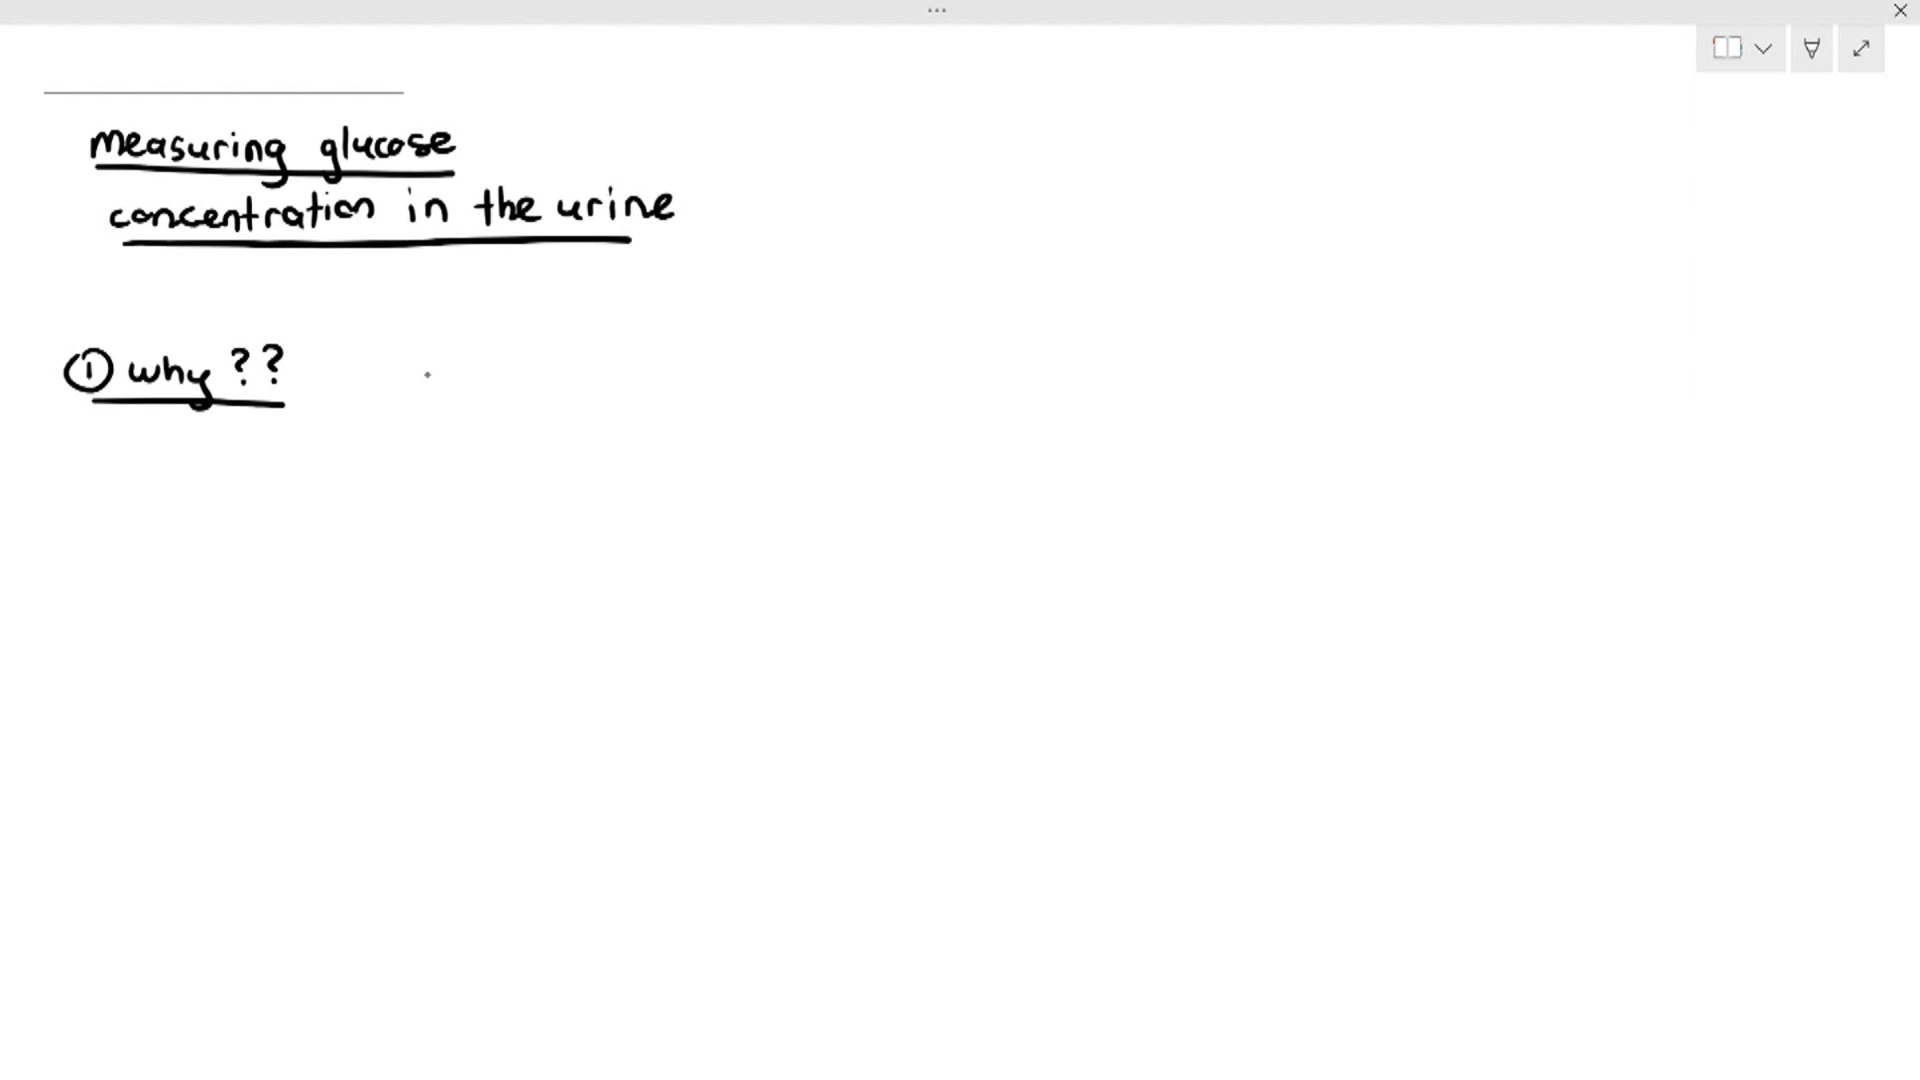 measuring glucose
concentration in the urine
① why ??